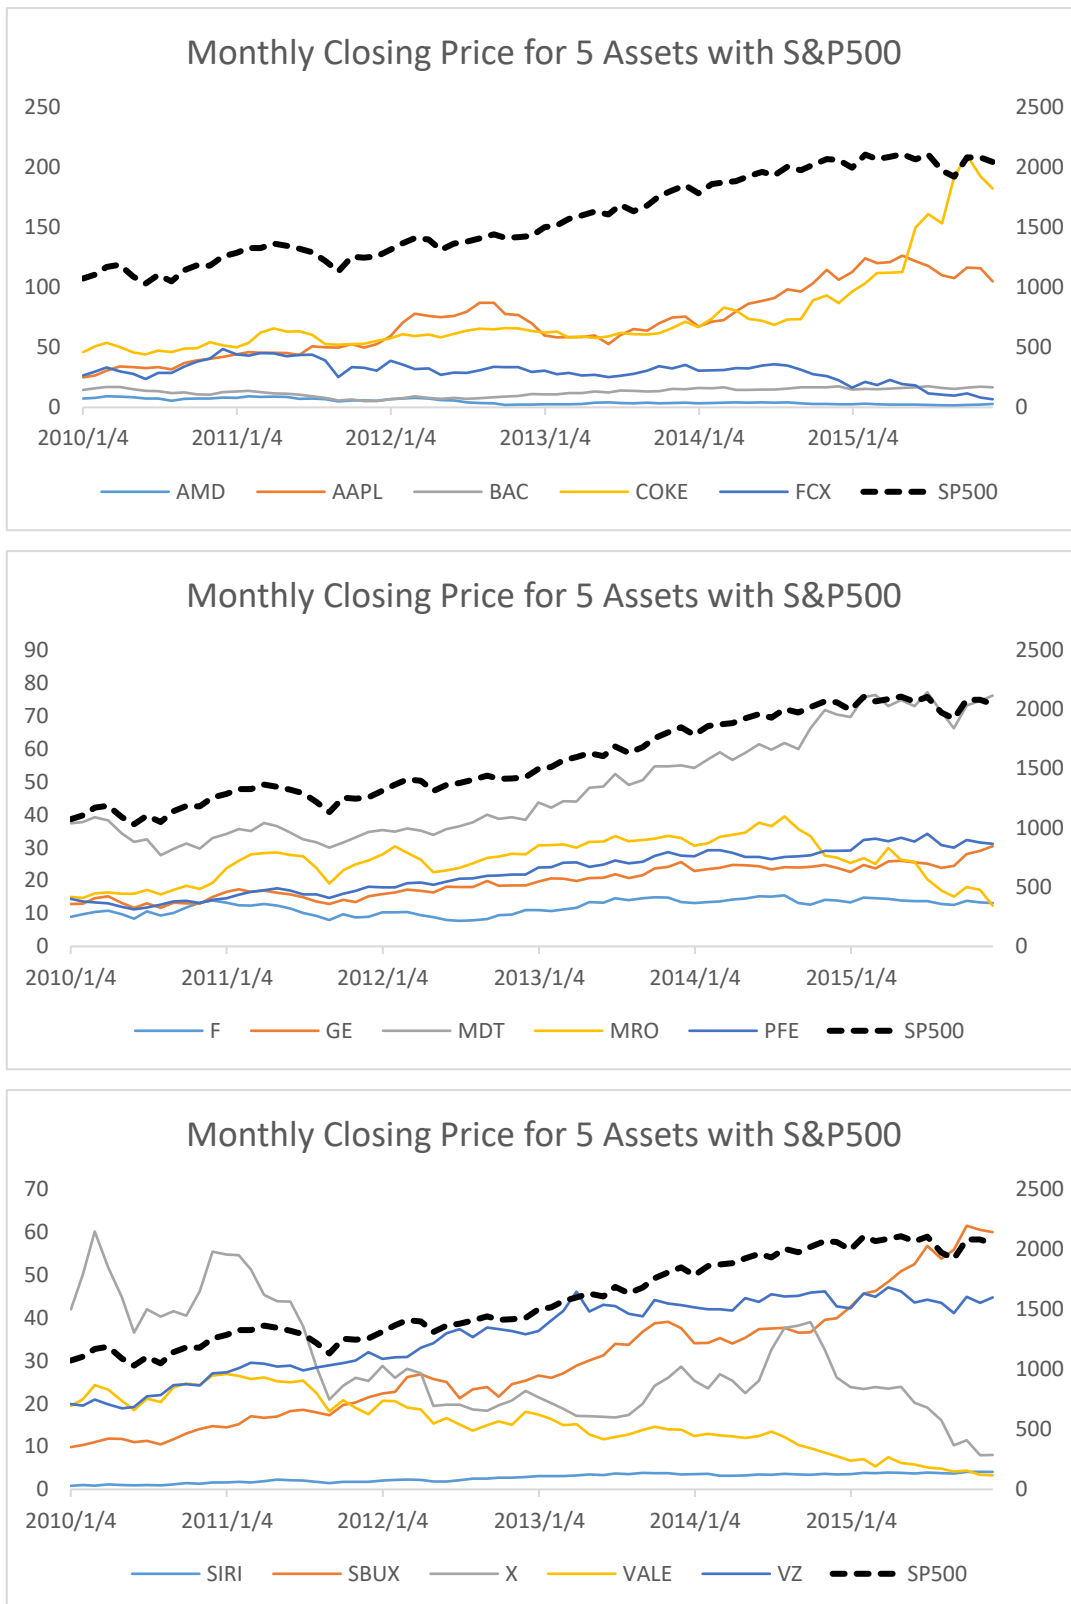 Monthly Closing Price for 5 Assets with S&P500
250 2500
200 2000
150 1500
100 1000
50 500
0 0
2010/1/4 2011/1/4 2012/1/4 2013/1/4 2014/1/4 2015/1/4
AMD AAPL BAC COKE FCX SP500
Monthly Closing Price for 5 Assets with S&P500
90 2500
80
70 2000
60
50 1500
40 1000
30
20 500
10
0 0
2010/1/4 2011/1/4 2012/1/4 2013/1/4 2014/1/4 2015/1/4
F GE MDT MRO PFE SP500
Monthly Closing Price for 5 Assets with S&P500
70 2500
60 2000
50
40 1500
30 1000
20
10 500
0 0
2010/1/4 2011/1/4 2012/1/4 2013/1/4 2014/1/4 2015/1/4
SIRI SBUX X VALE VZ SP500